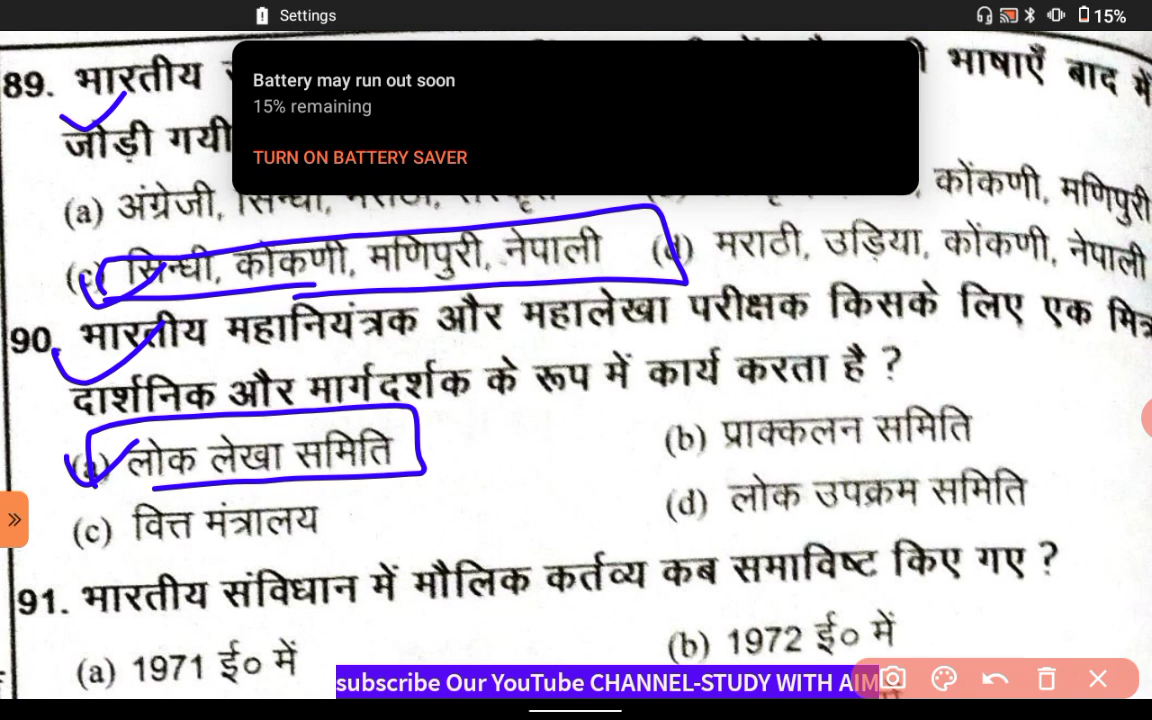 Settings
15%
Battery may run out soon
15% remaining
TURN ON BATTERY SAVER
89. भारतीय भाषाएँ बाद में
जोड़ी गयी
(a) अंग्रेजी, सिन्धी, मराठी, कोंकणी, मणिपुरी
(c) सिन्धी, कोंकणी, मणिपुरी, नेपाली (d) मराठी, उड़िया, कोंकणी, नेपाली
90. भारतीय महानियंत्रक और महालेखा परीक्षक किसके लिए एक मित्र
दार्शनिक और मार्गदर्शक के रूप में कार्य करता है ?
(a) लोक लेखा समिति (b) प्राक्कलन समिति
(c) वित्त मंत्रालय (d) लोक उपक्रम समिति
91. भारतीय संविधान में मौलिक कर्तव्य कब समाविष्ट किए गए ?
(a) 1971 ई० में (b) 1972 ई० में
subscribe Our YouTube CHANNEL-STUDY WITH AIM